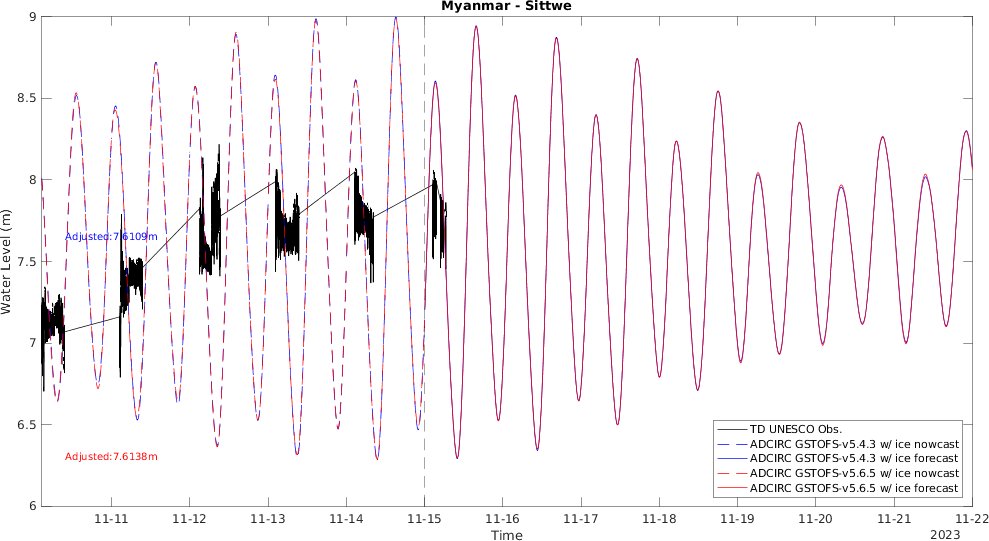 Myanmar - Sittwe
Water Level (m)
9
8.5
8
7.5
7
6.5
6
Adjusted:7.6109m
Adjusted:7.6138m
TD UNESCO Obs.
ADCIRC GSTOFS-v5.4.3 w/ ice nowcast
ADCIRC GSTOFS-v5.4.3 w/ ice forecast
ADCIRC GSTOFS-v5.6.5 w/ ice nowcast
ADCIRC GSTOFS-v5.6.5 w/ ice forecast
11-11 11-12 11-13 11-14 11-15 11-16 11-17 11-18 11-19 11-20 11-21 11-22
Time
2023